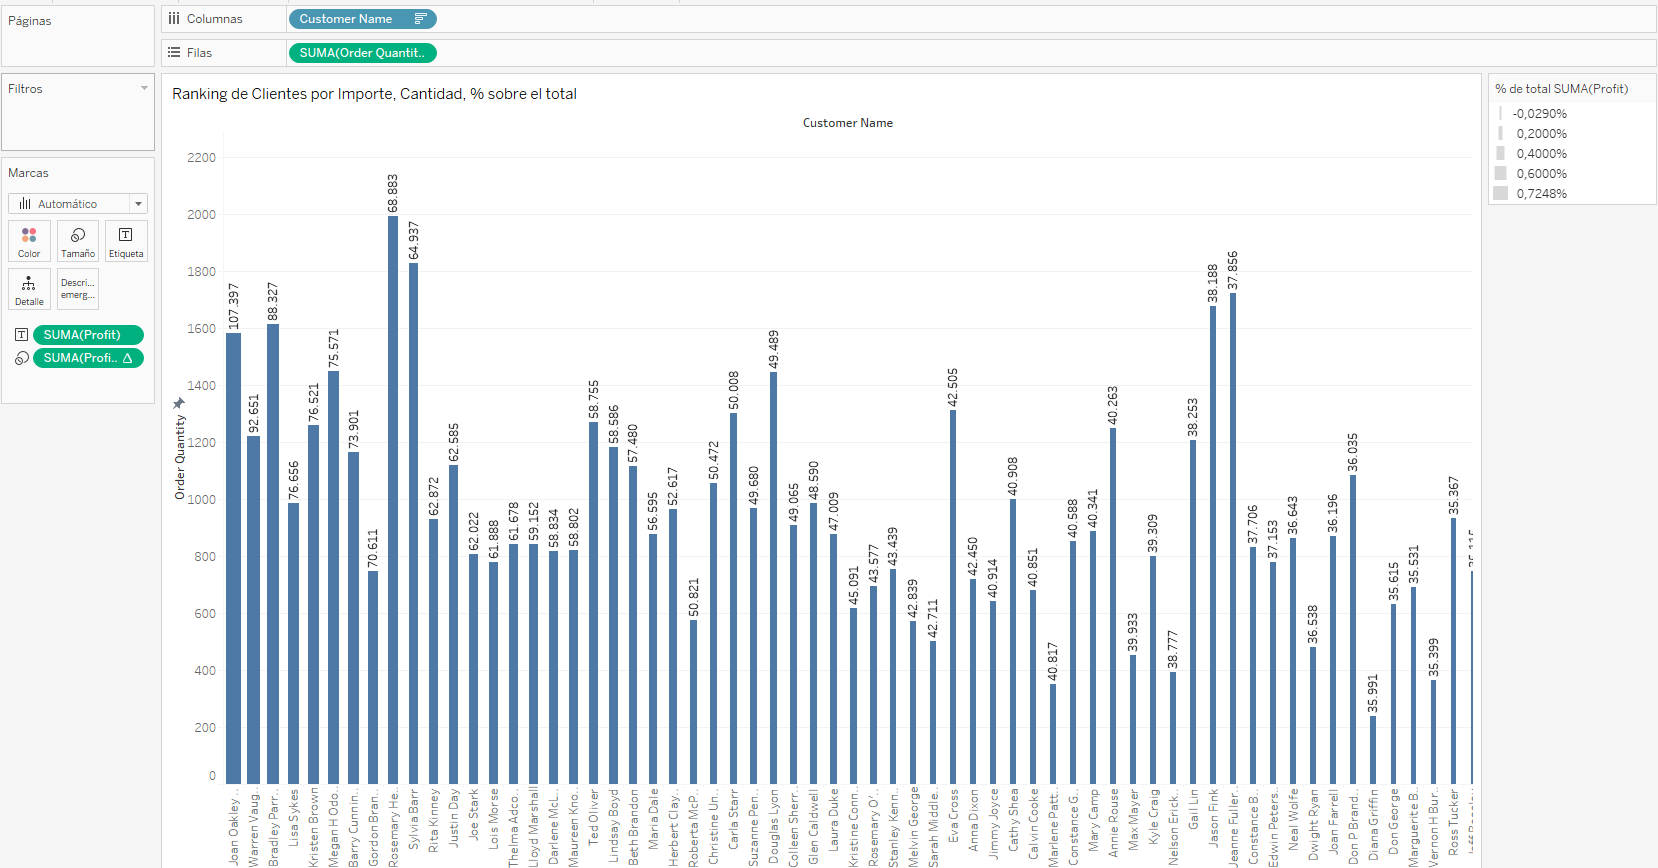 Páginas
Columnas
Customer Name
Filas
SUMA(Order Quantit..
Filtros
Marcas
Automático
Color
Tamaño
Etiqueta
Detalle
Descri...
emerg...
SUMA(Profit)
SUMA(Profi.. Δ
Ranking de Clientes por Importe, Cantidad, % sobre el total
Customer Name
Order Quantity
2200
2000
1800
1600
1400
1200
1000
800
600
400
200
0
107.397
92.651
88.327
76.656
76.521
75.571
73.901
70.611
68.883
64.937
62.872
62.585
62.022
61.888
61.678
59.152
58.834
58.802
58.755
58.586
57.480
56.595
52.617
50.821
50.472
50.008
49.680
49.489
49.065
48.590
47.009
45.091
43.577
43.439
42.839
42.711
42.505
42.450
40.914
40.908
40.851
40.817
40.588
40.341
40.263
39.933
39.309
38.777
38.253
38.188
37.856
37.706
37.153
36.643
36.538
36.196
36.035
35.991
35.615
35.531
35.399
35.367
Joan Oakley ..
Warren Vaug..
Bradley Parr..
Lisa Sykes
Kristen Brown
Megan H Odo..
Barry Cunnin..
Gordon Bran..
Rosemary He..
Sylvia Barr
Rita Kinney
Justin Day
Joe Stark
Lois Morse
Thelma Adco..
Lloyd Marshall
Darlene McL..
Maureen Kno..
Ted Oliver
Lindsay Boyd
Beth Brandon
Maria Dale
Herbert Clay..
Roberta McP..
Christine Un..
Carla Starr
Suzanne Pen..
Douglas Lyon
Colleen Sherr..
Glen Caldwell
Laura Duke
Kristine Conn..
Rosemary O'..
Stanley Kenn..
Melvin George
Sarah Middle..
Eva Cross
Anna Dixon
Jimmy Joyce
Cathy Shea
Calvin Cooke
Marlene Patt..
Constance G..
Mary Camp
Annie Rouse
Max Mayer
Kyle Craig
Nelson Erick..
Gail Lin
Jason Fink
Jeanne Fuller..
Constance B..
Edwin Peters..
Neal Wolfe
Dwight Ryan
Joan Farrell
Don P Brand..
Diana Griffin
Don George
Marguerite B..
Vernon H Bur..
Ross Tucker
% de total SUMA(Profit)
-0,0290%
0,2000%
0,4000%
0,6000%
0,7248%